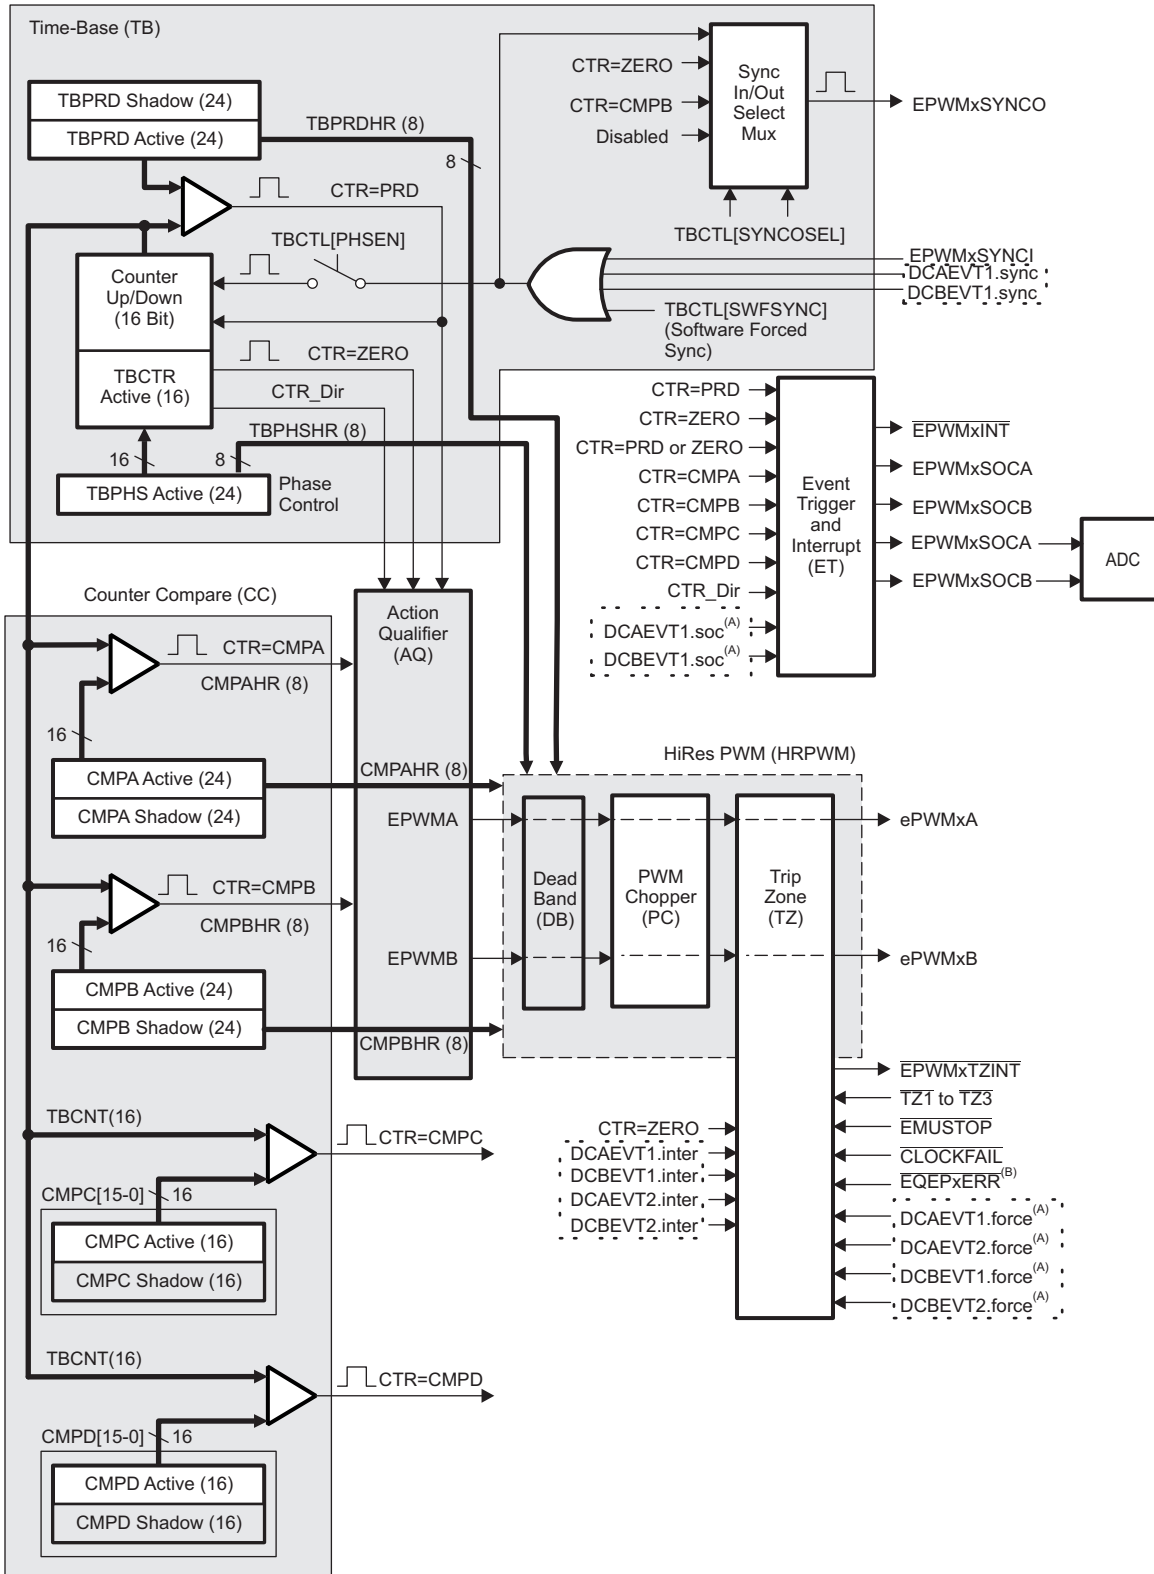 Time-Base (TB)
TBPRD Shadow (24)
TBPRD Active (24)
TBPRDHR (8)
8
CTR=PRD
TBCTL[PHSEN]
Counter
Up/Down
(16 Bit)
TBCTR
Active (16)
CTR=ZERO
CTR_Dir
TBPHSHR (8)
16
8
TBPHS Active (24)
Phase
Control
CTR=ZERO
CTR=CMPB
Disabled
Sync
In/Out
Select
Mux
EPWMxSYNCO
TBCTL[SYNCOSEL]
EPWMxSYNCI
DCAEVT1.sync
DCBEVT1.sync
TBCTL[SWFSYNC]
(Software Forced
Sync)
CTR=PRD
CTR=ZERO
CTR=PRD or ZERO
CTR=CMPA
CTR=CMPB
CTR=CMPC
CTR=CMPD
CTR_Dir
DCAEVT1.soc(A)
DCBEVT1.soc(A)
Event
Trigger
and
Interrupt
(ET)
EPWMxINT
EPWMxSOCA
EPWMxSOCB
EPWMxSOCA
EPWMxSOCB
ADC
Counter Compare (CC)
CTR=CMPA
CMPAHR (8)
16
CMPA Active (24)
CMPA Shadow (24)
CTR=CMPB
CMPBHR (8)
16
CMPB Active (24)
CMPB Shadow (24)
Action
Qualifier
(AQ)
CMPAHR (8)
EPWMA
EPWMB
CMPBHR (8)
HiRes PWM (HRPWM)
Dead
Band
(DB)
PWM
Chopper
(PC)
Trip
Zone
(TZ)
ePWMxA
ePWMxB
EPWMxTZINT
TZ1 to TZ3
EMUSTOP
CLOCKFAIL
EQEPxERR(B)
DCAEVT1.force(A)
DCAEVT2.force(A)
DCBEVT1.force(A)
DCBEVT2.force(A)
CTR=ZERO
DCAEVT1.inter
DCBEVT1.inter
DCAEVT2.inter
DCBEVT2.inter
TBCNT(16)
CTR=CMPC
CMPC[15-0]
16
CMPC Active (16)
CMPC Shadow (16)
TBCNT(16)
CTR=CMPD
CMPD[15-0]
16
CMPD Active (16)
CMPD Shadow (16)